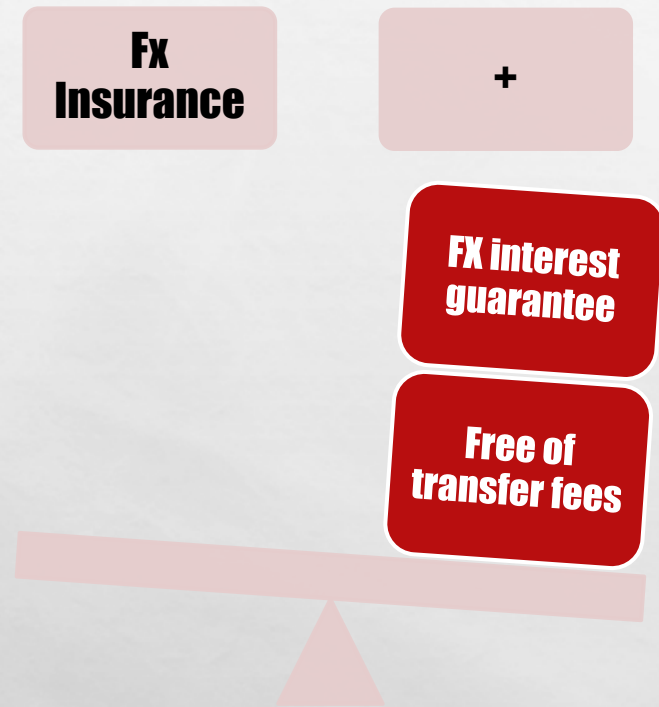 Fx
Insurance
+
FX interest
guarantee
Free of
transfer fees